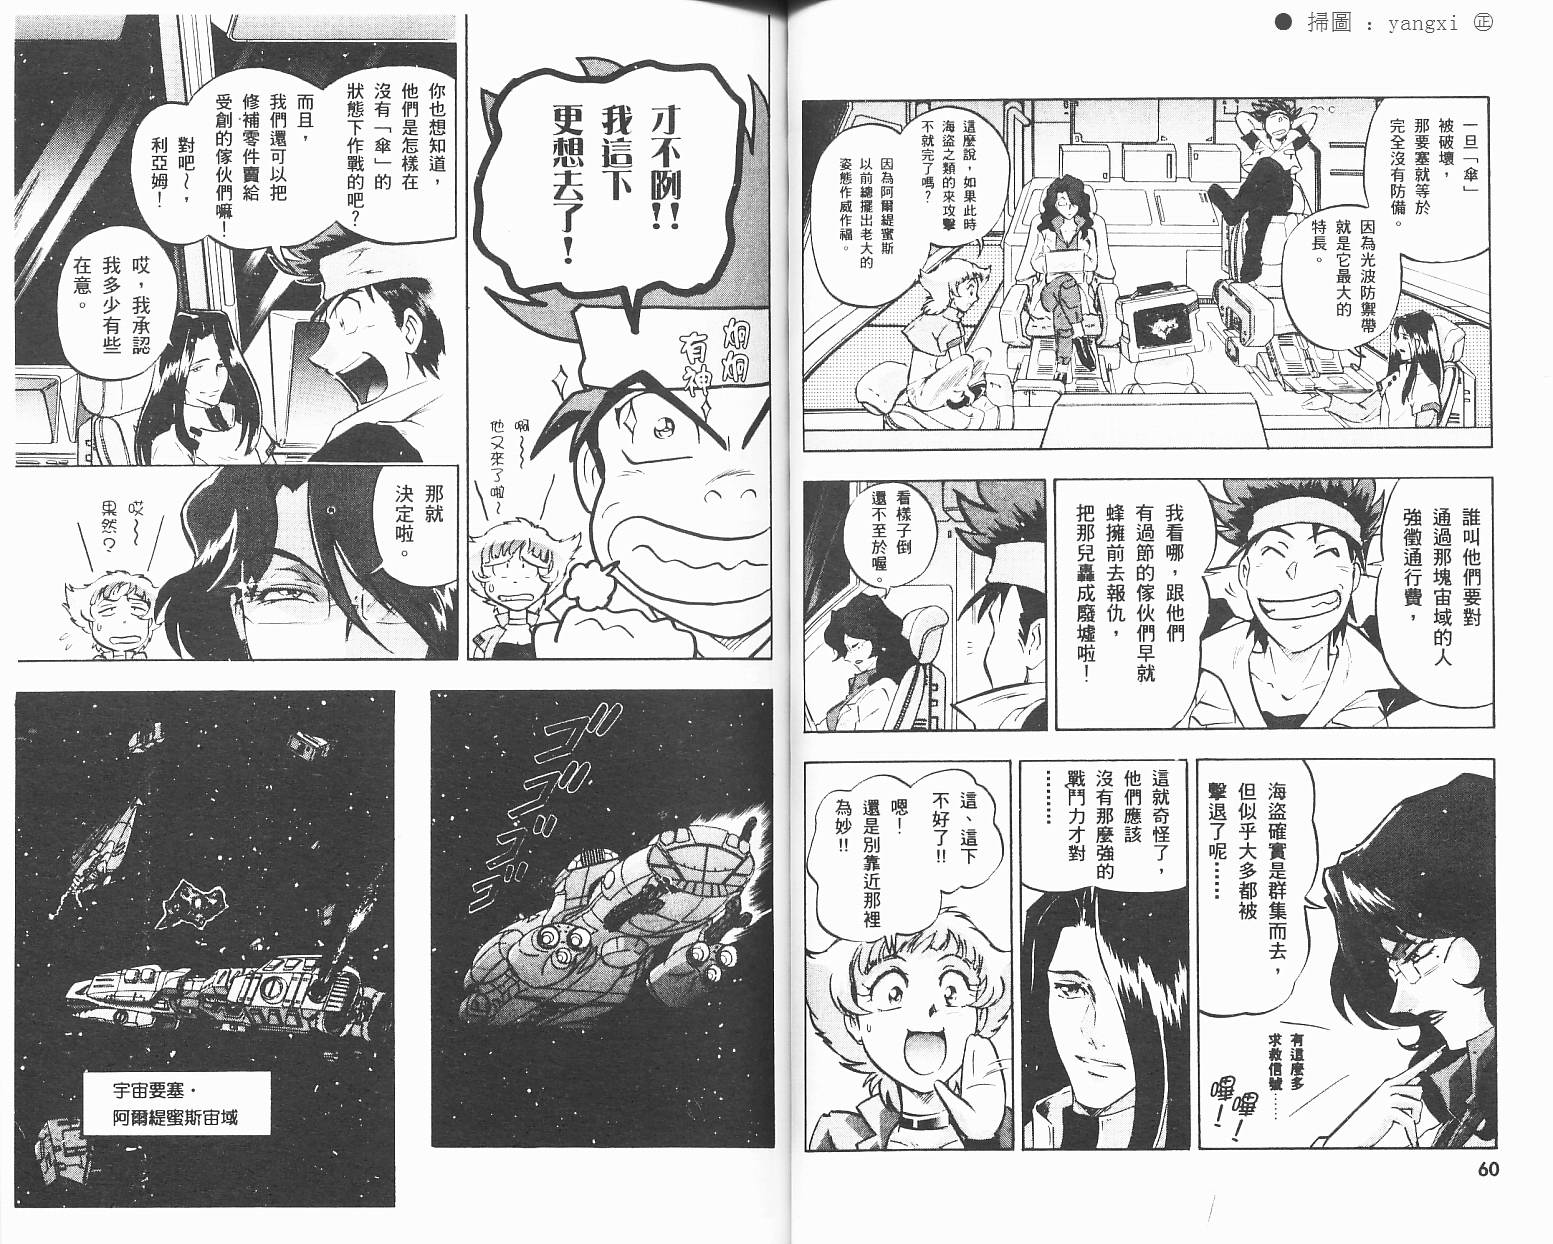 ● 掃圖 : yangxi ㊣
一旦「傘」
被破壞，
那要塞就等於
完全沒有防備。
因為光波防禦帶
就是它最大的
特長。
這麼說，如果此時
海盜之類的來攻擊
不就完了嗎？
因為阿爾緹蜜斯
以前總擺出老大的
姿態作威作福。
誰叫他們要對
通過那塊宙域的人
強徵通行費，
我看哪，跟他們
有過節的傢伙們早就
蜂擁前去報仇，
把那兒轟成廢墟啦！
看樣子倒
還不至於喔。
海盜確實是群集而去，
但似乎大多都被
擊退了呢……
有這麼多
求救信號……
嗶！
嗶！
這就奇怪了，
他們應該
沒有那麼強的
戰鬥力才對
………
這、這下
不好了!!
嗯！
還是別靠近那裡
為妙!!
60
才不咧!!
我這下
更想去了！
炯炯
有神
啊～～
他又來了啦～
你也想知道，
他們是怎樣在
沒有「傘」的
狀態下作戰的吧？
而且，
我們還可以把
修補零件賣給
受創的傢伙們嘛！
對吧～，
利亞姆！
哎，我承認
我多少有些
在意。
那就
決定啦。
哎～
果然？
ゴゴゴゴ
宇宙要塞・
阿爾緹蜜斯宙域